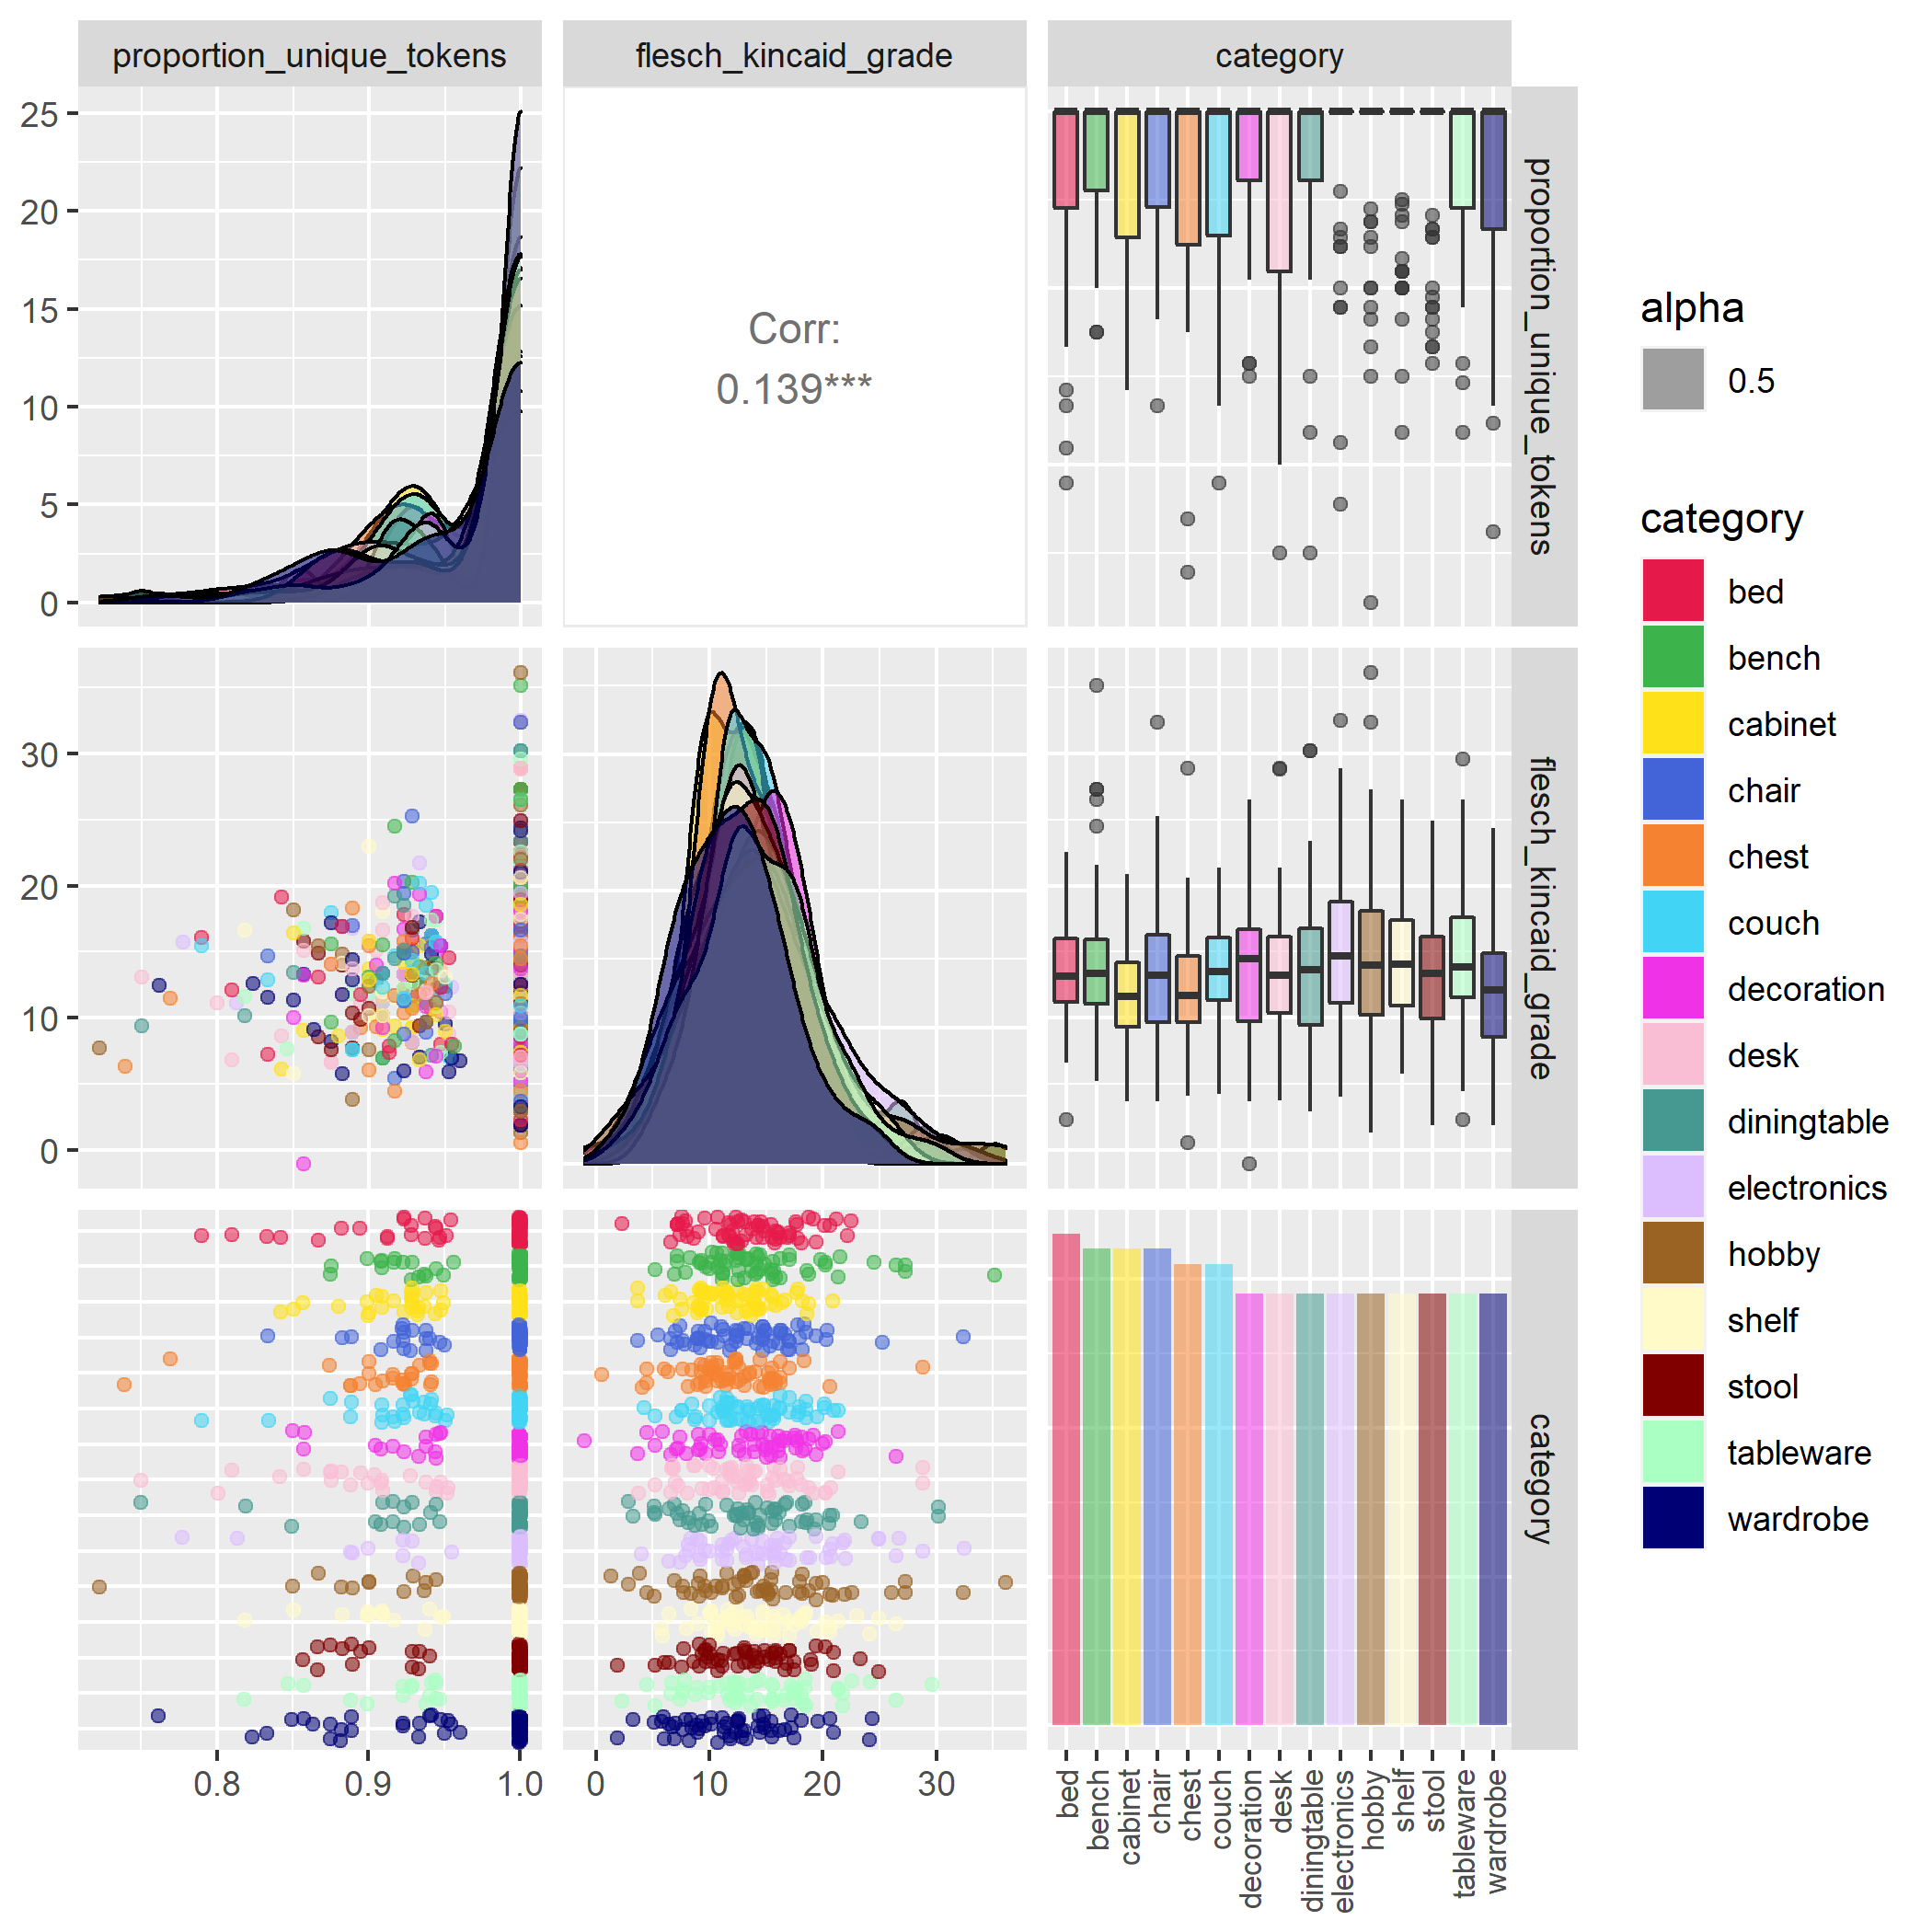 proportion_unique_tokens
flesch_kincaid_grade
category
25
20
15
10
5
0
Corr:
0.139***
proportion_unique_tokens
30
20
10
0
flesch_kincaid_grade
category
0.8
0.9
1.0
0
10
20
30
bed
bench
cabinet
chair
chest
couch
decoration
desk
diningtable
electronics
hobby
shelf
stool
tableware
wardrobe
alpha
0.5
category
bed
bench
cabinet
chair
chest
couch
decoration
desk
diningtable
electronics
hobby
shelf
stool
tableware
wardrobe